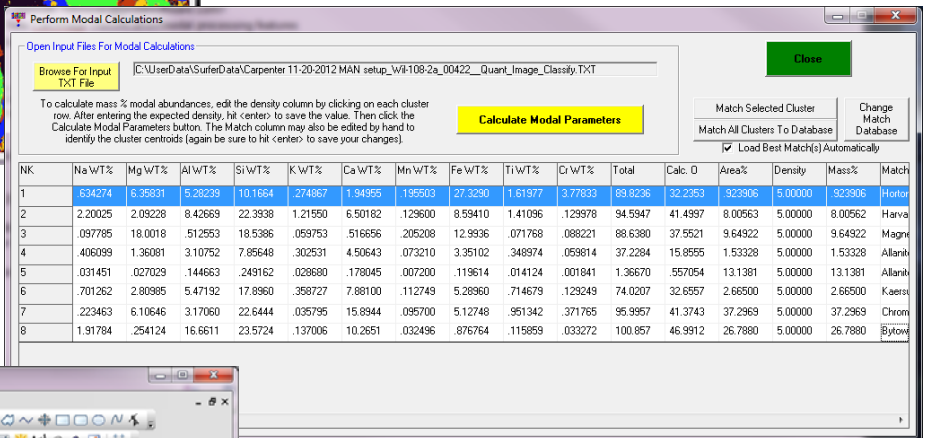 Perform Modal Calculations
Open Input Files For Modal Calculations
Browse For Input TXT File
C:\UserData\SurferData\Carpenter 11-20-2012 MAN setup_Wil-108-2a_00422__Quant_Image_Classify.TXT
Close
To calculate mass % modal abundances, edit the density column by clicking on each cluster
row. After entering the expected density, hit <enter> to save the value. Then click the
Calculate Modal Parameters button. The Match column may also be edited by hand to
identify the cluster centroids (again be sure to hit <enter> to save your changes).
Calculate Modal Parameters
Match Selected Cluster
Match All Clusters To Database
Change Match Database
Load Best Match(s) Automatically
NK Na WT% Mg WT% Al WT% Si WT% K WT% Ca WT% Mn WT% Fe WT% Ti WT% Cr WT% Total Calc. O Area% Density Mass% Match
1 .634274 6.35831 5.28239 10.1664 .274867 1.94955 .195503 27.3290 1.61977 3.77833 89.8236 32.2353 .923906 5.00000 .923906 Horton
2 2.20025 2.09228 8.42669 22.3938 1.21550 6.50182 .129600 8.59410 1.41096 .129978 94.5947 41.4997 8.00563 5.00000 8.00562 Harva
3 .097785 18.0018 .512553 18.5386 .059753 .516656 .205208 12.9936 .071768 .088221 88.6380 37.5521 9.64922 5.00000 9.64922 Magne
4 .406099 1.36081 3.10752 7.85648 .302531 4.50643 .073210 3.35102 .348974 .059814 37.2284 15.8555 1.53328 5.00000 1.53328 Allanit
5 .031451 .027029 .144663 .249162 .028680 .178045 .007200 .119614 .014124 .001841 1.36670 .557054 13.1381 5.00000 13.1381 Allanit
6 .701262 2.80985 5.47192 17.8960 .358727 7.88100 .112749 5.28960 .714679 .129249 74.0207 32.6557 2.66500 5.00000 2.66500 Kaersu
7 .223463 6.10646 3.17060 22.6444 .035795 15.8944 .095700 5.12748 .951342 .371765 95.9957 41.3743 37.2969 5.00000 37.2969 Chrom
8 1.91784 .254124 16.6611 23.5724 .137006 10.2651 .032496 .876764 .115859 .033272 100.857 46.9912 26.7880 5.00000 26.7880 Bytow